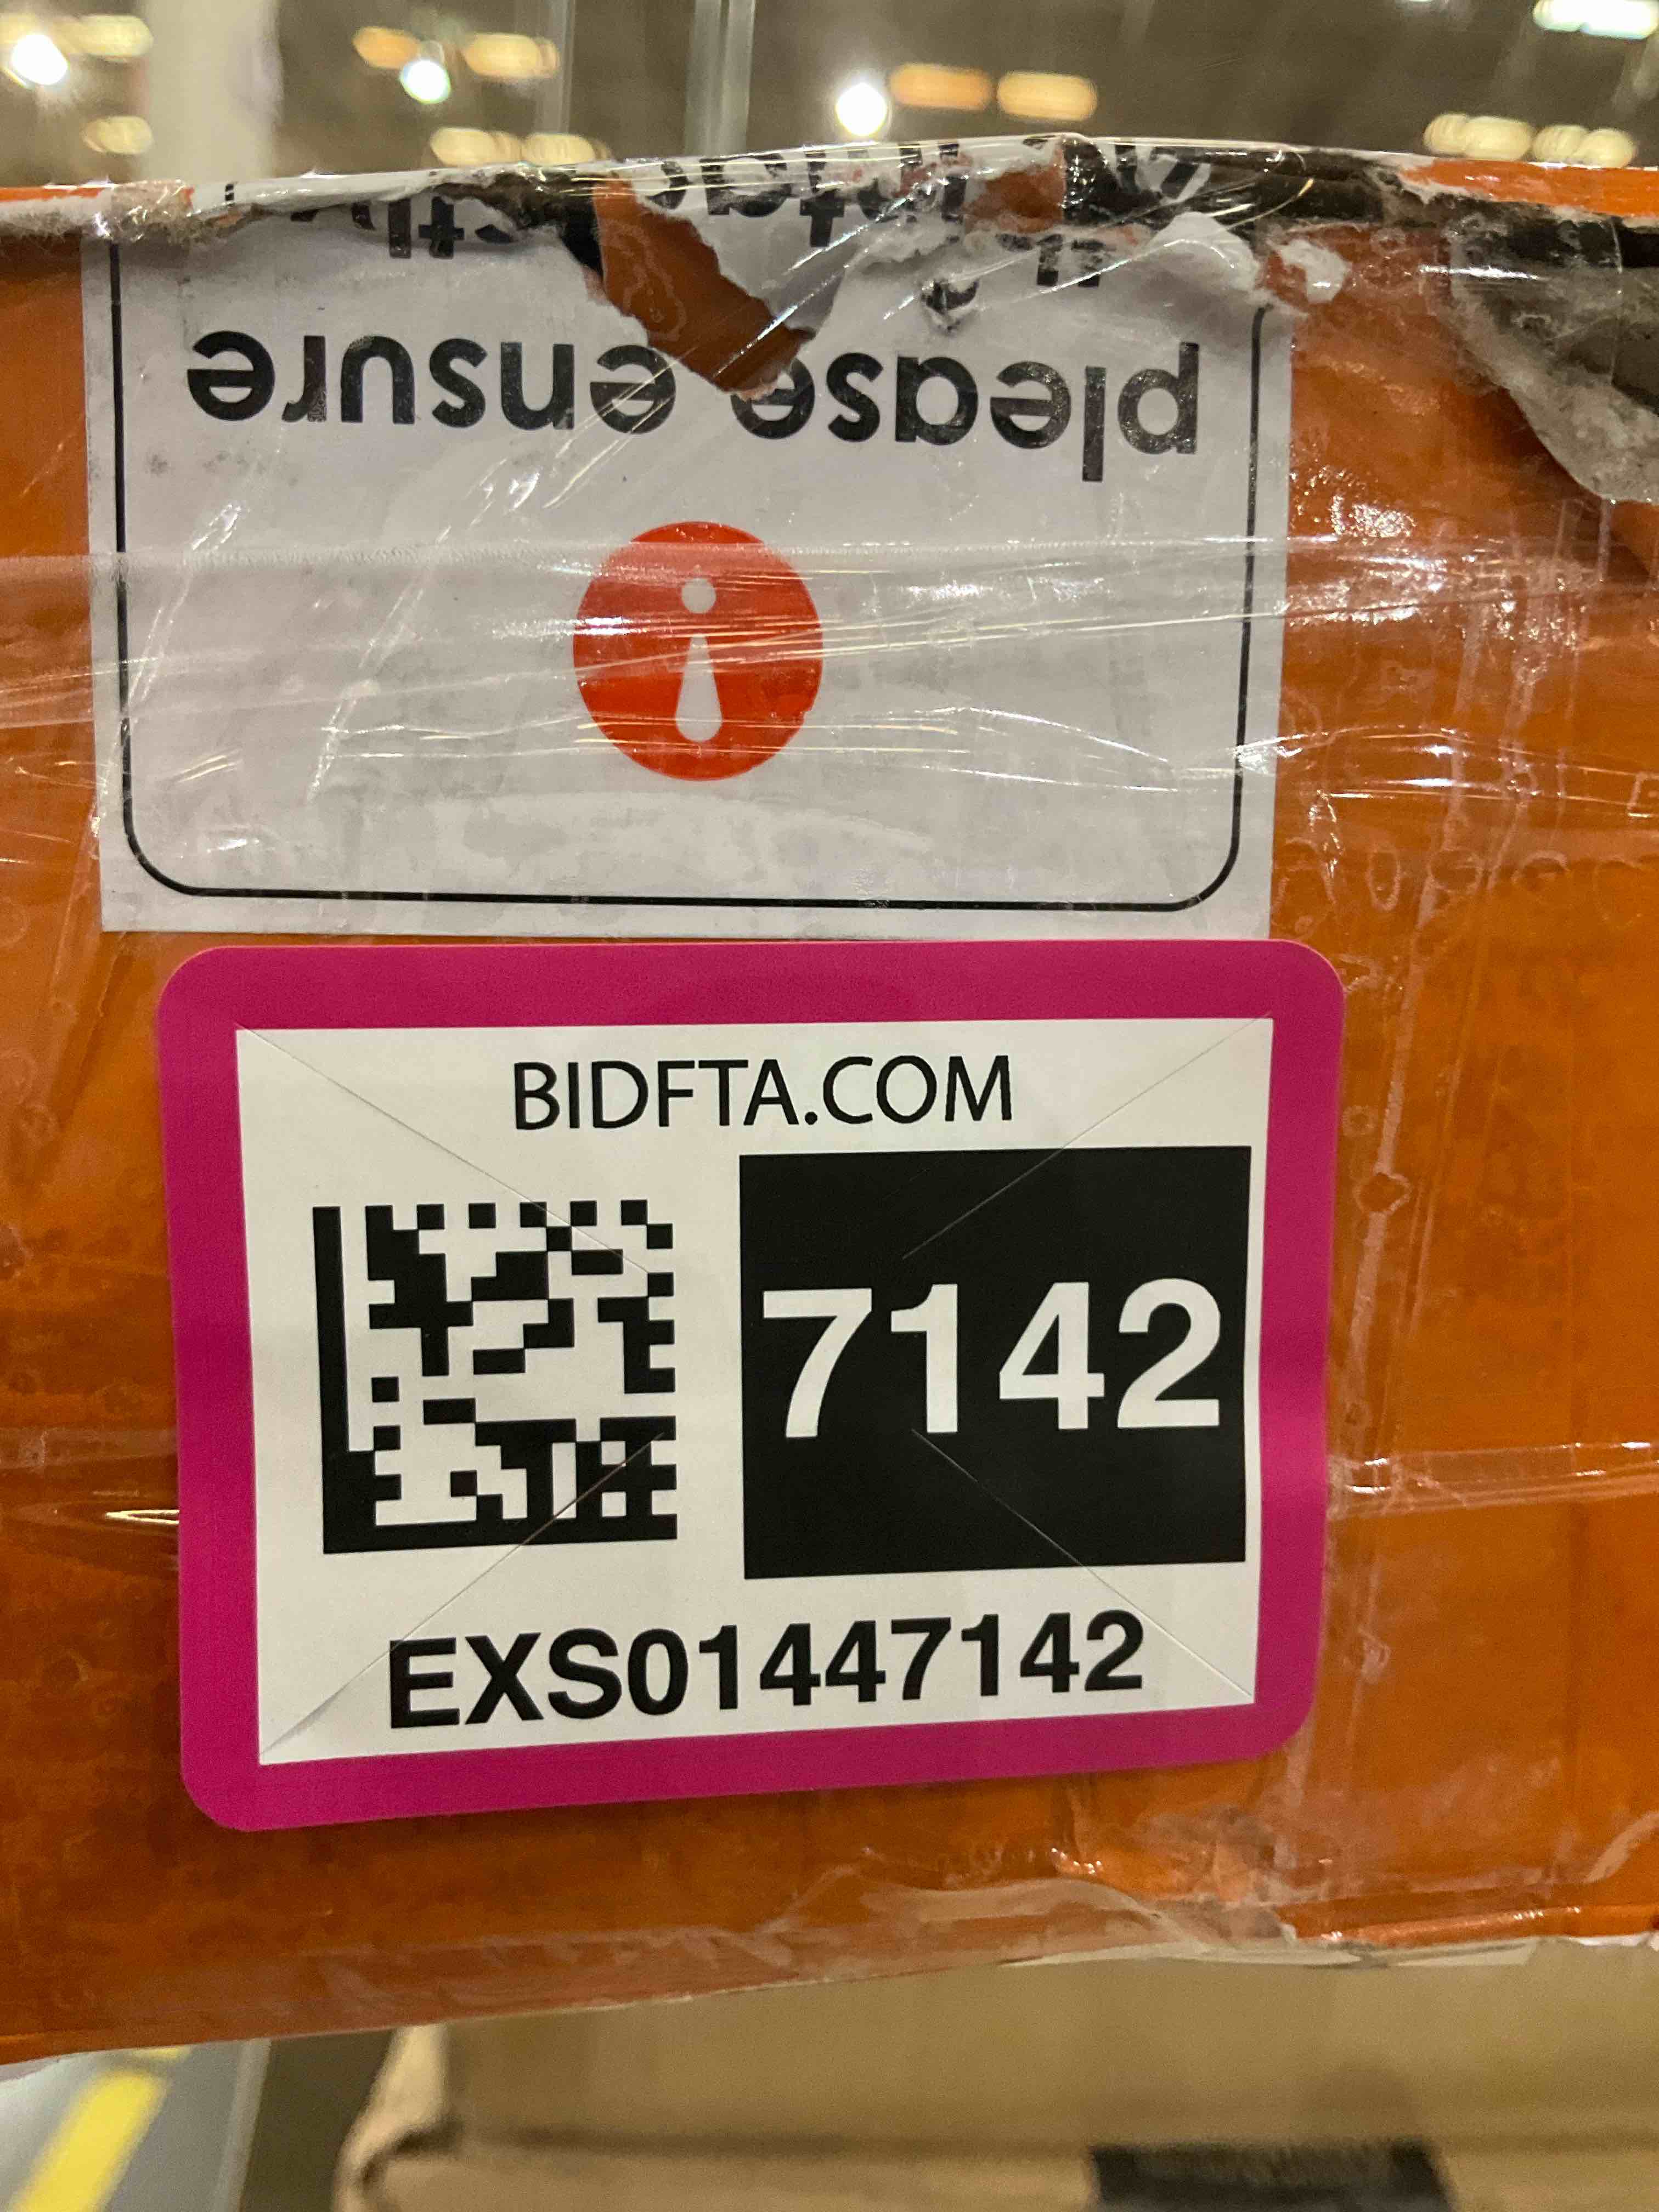 please ensure
BIDFTA.COM
7142
EXS01447142